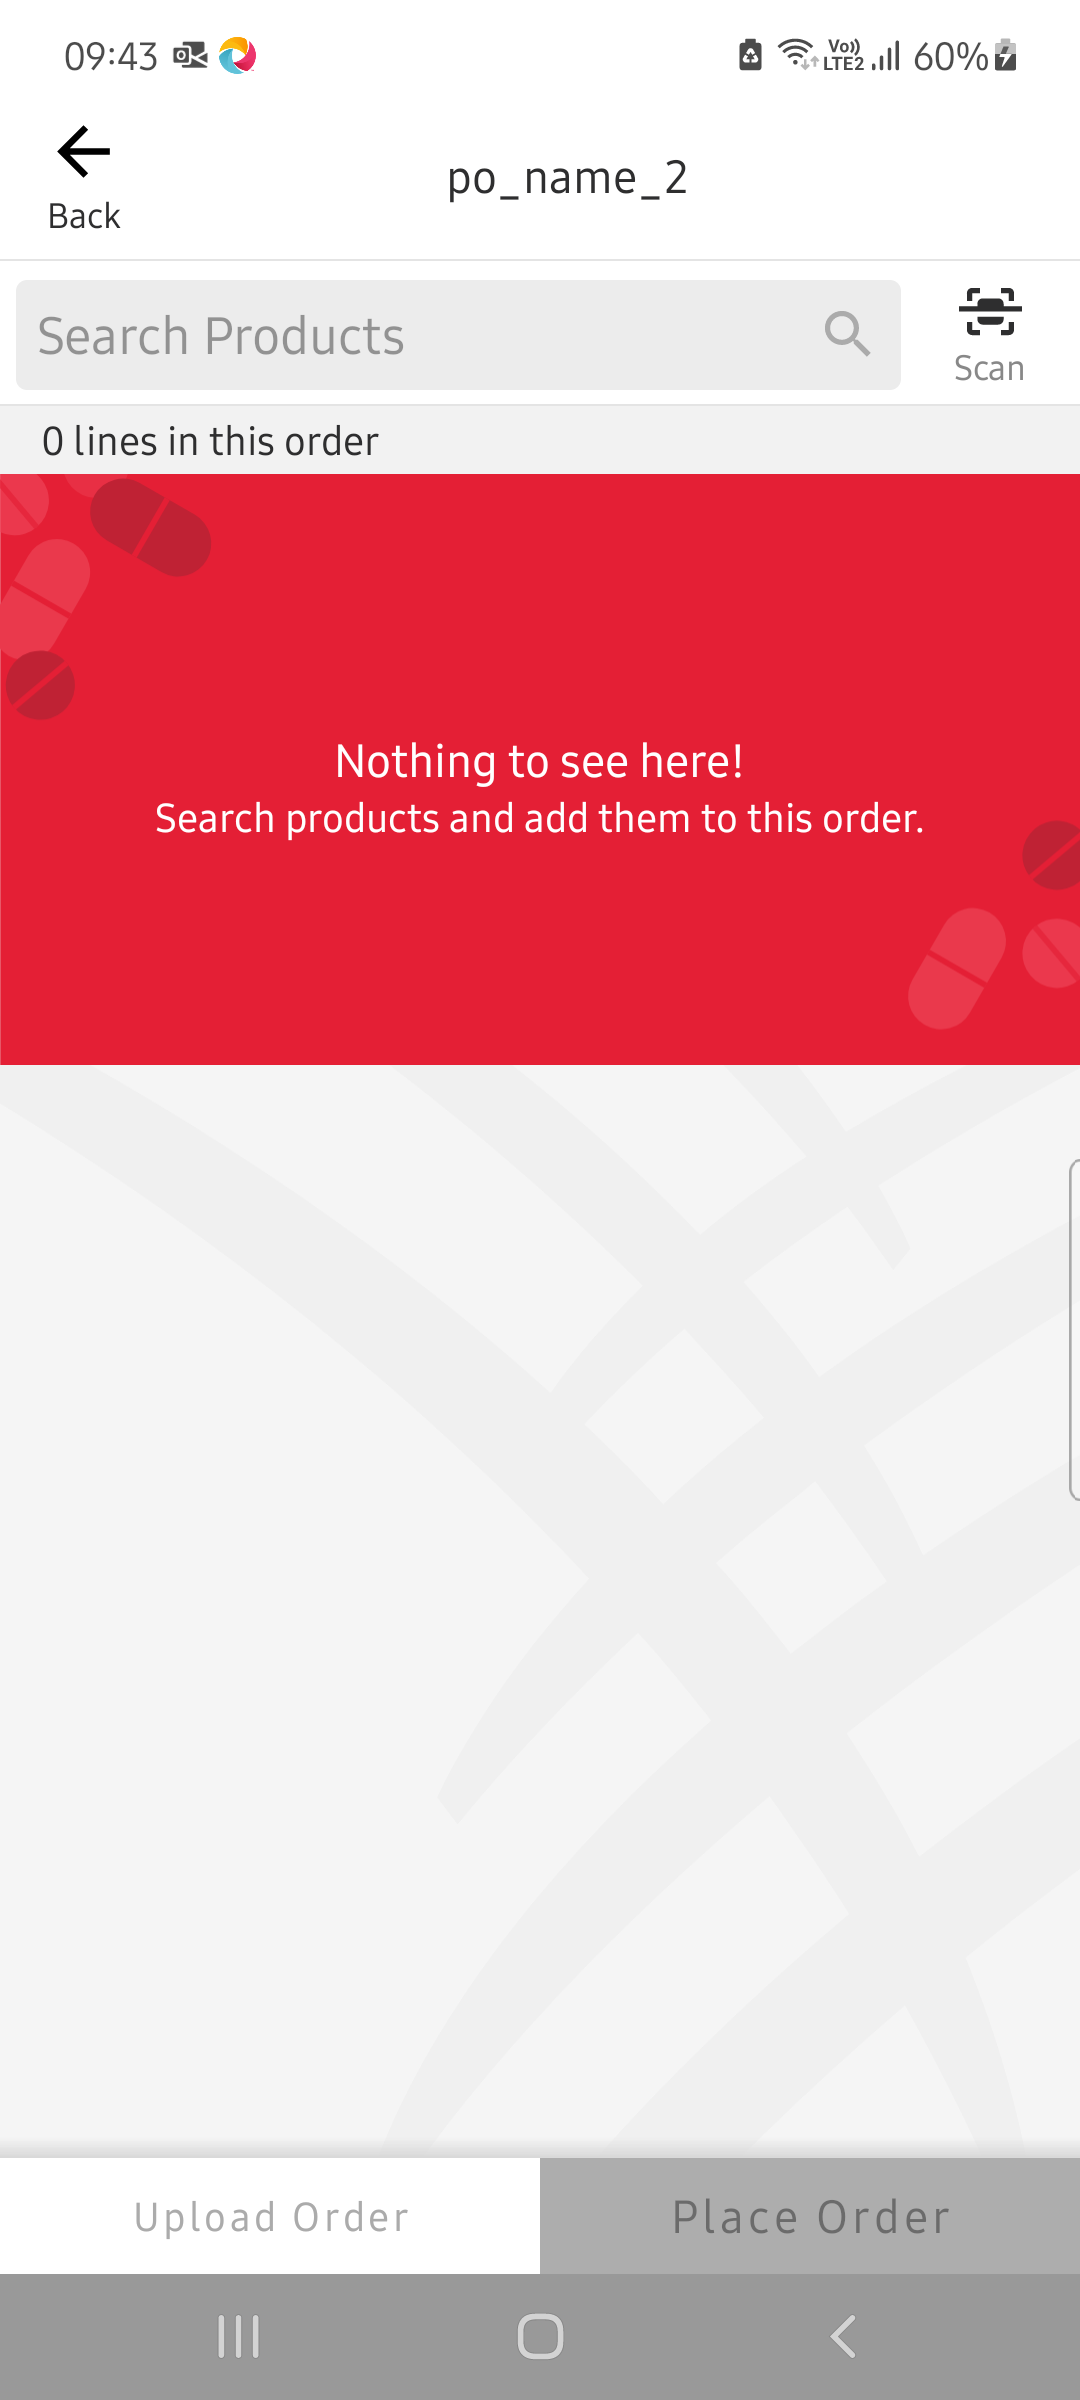 09:43
Vo)) LTE2 60%
Back
po_name_2
Search Products
Scan
0 lines in this order
Nothing to see here!
Search products and add them to this order.
Upload Order
Place Order